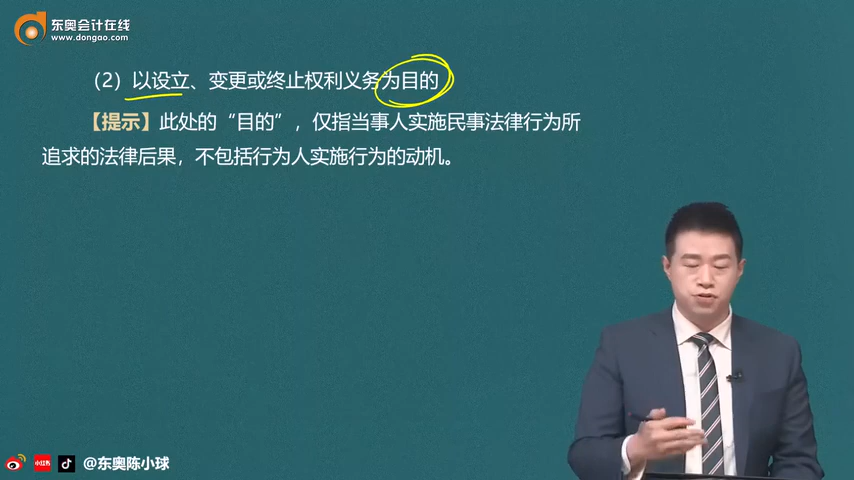 东奥会计在线
www.dongao.com
（2）以设立、变更或终止权利义务为目的
【提示】此处的“目的”，仅指当事人实施民事法律行为所
追求的法律后果，不包括行为人实施行为的动机。
小红书
@东奥陈小球